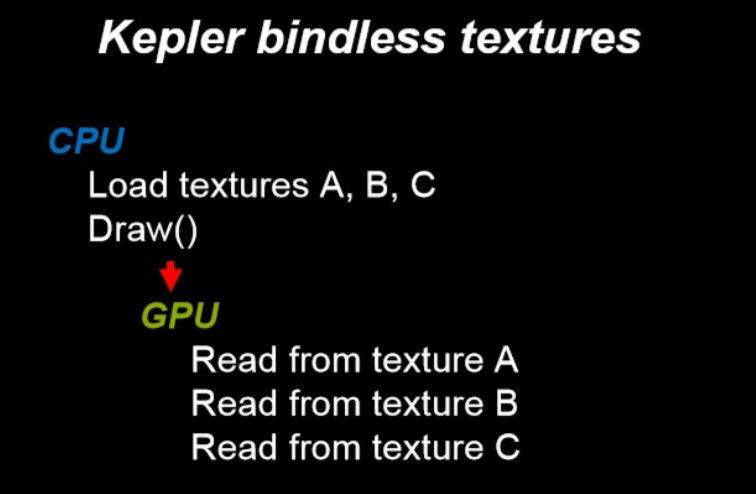 Kepler bindless textures
CPU
Load textures A, B, C
Draw()
GPU
Read from texture A
Read from texture B
Read from texture C